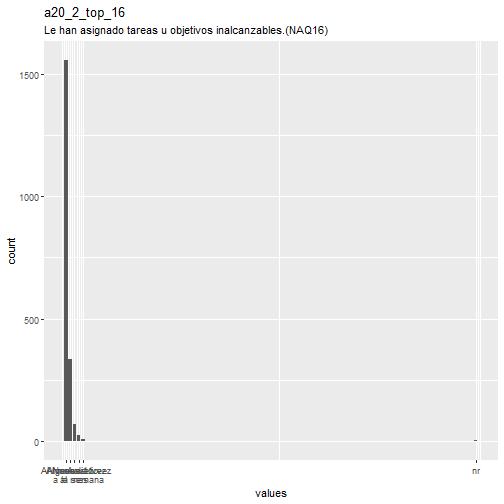 a20_2_top_16
Le han asignado tareas u objetivos inalcanzables.(NAQ16)
1500
1000
500
0
count
nr
values